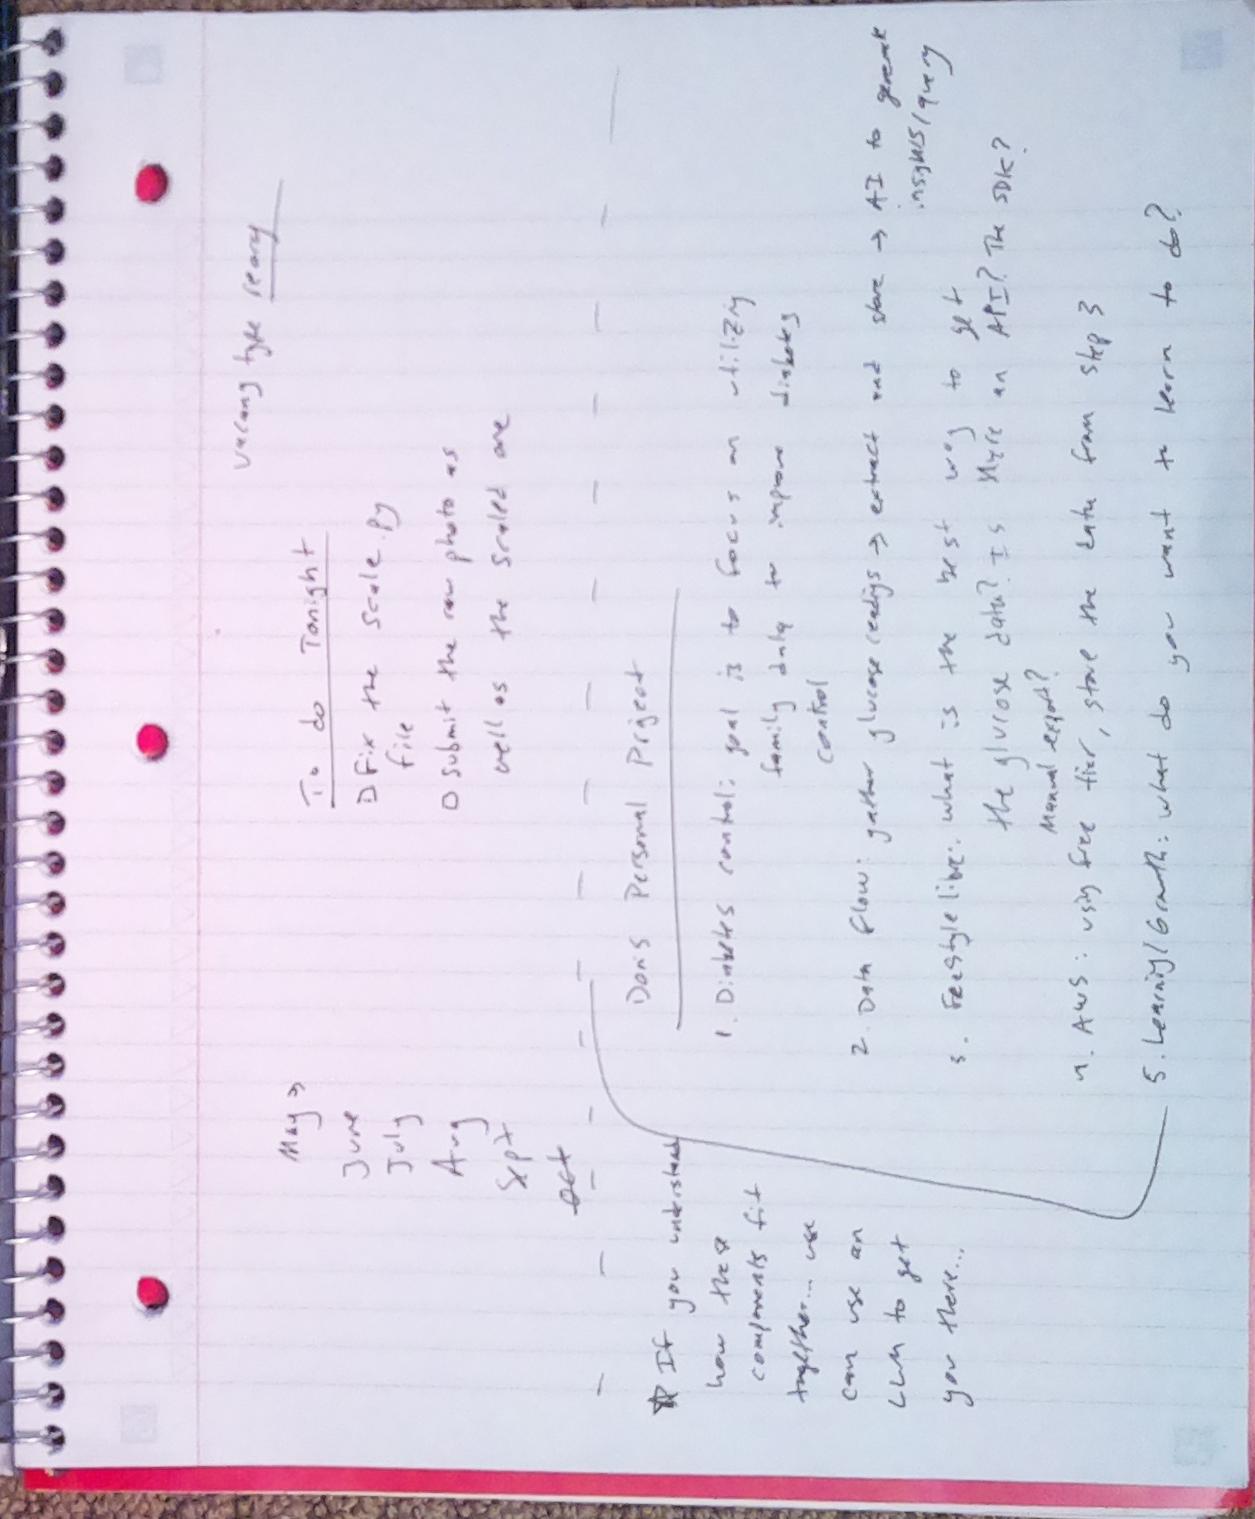 vacancy type
May
June
July
Aug
Sept
Oct
To do Tonight
Fix the scale.py
file
Submit the raw photo as
well as the scaled one
Dons Personal Project
1. Diabetes control: goal is to focus on utilizing
family data to improve diabetes
control
2. Data flow: gather glucose readings → extract and store → AI to generate
insights/query
3. Freestyle libre: what is the best way to get
the glucose data? Is there an API? The SDK?
Manual export?
4. AWS: using free tier, store the data from step 3
5. Learning/Growth: what do you want to learn to do?
☆ If you understand
how these
components fit
together... 
can use an
LLM to get
you there...